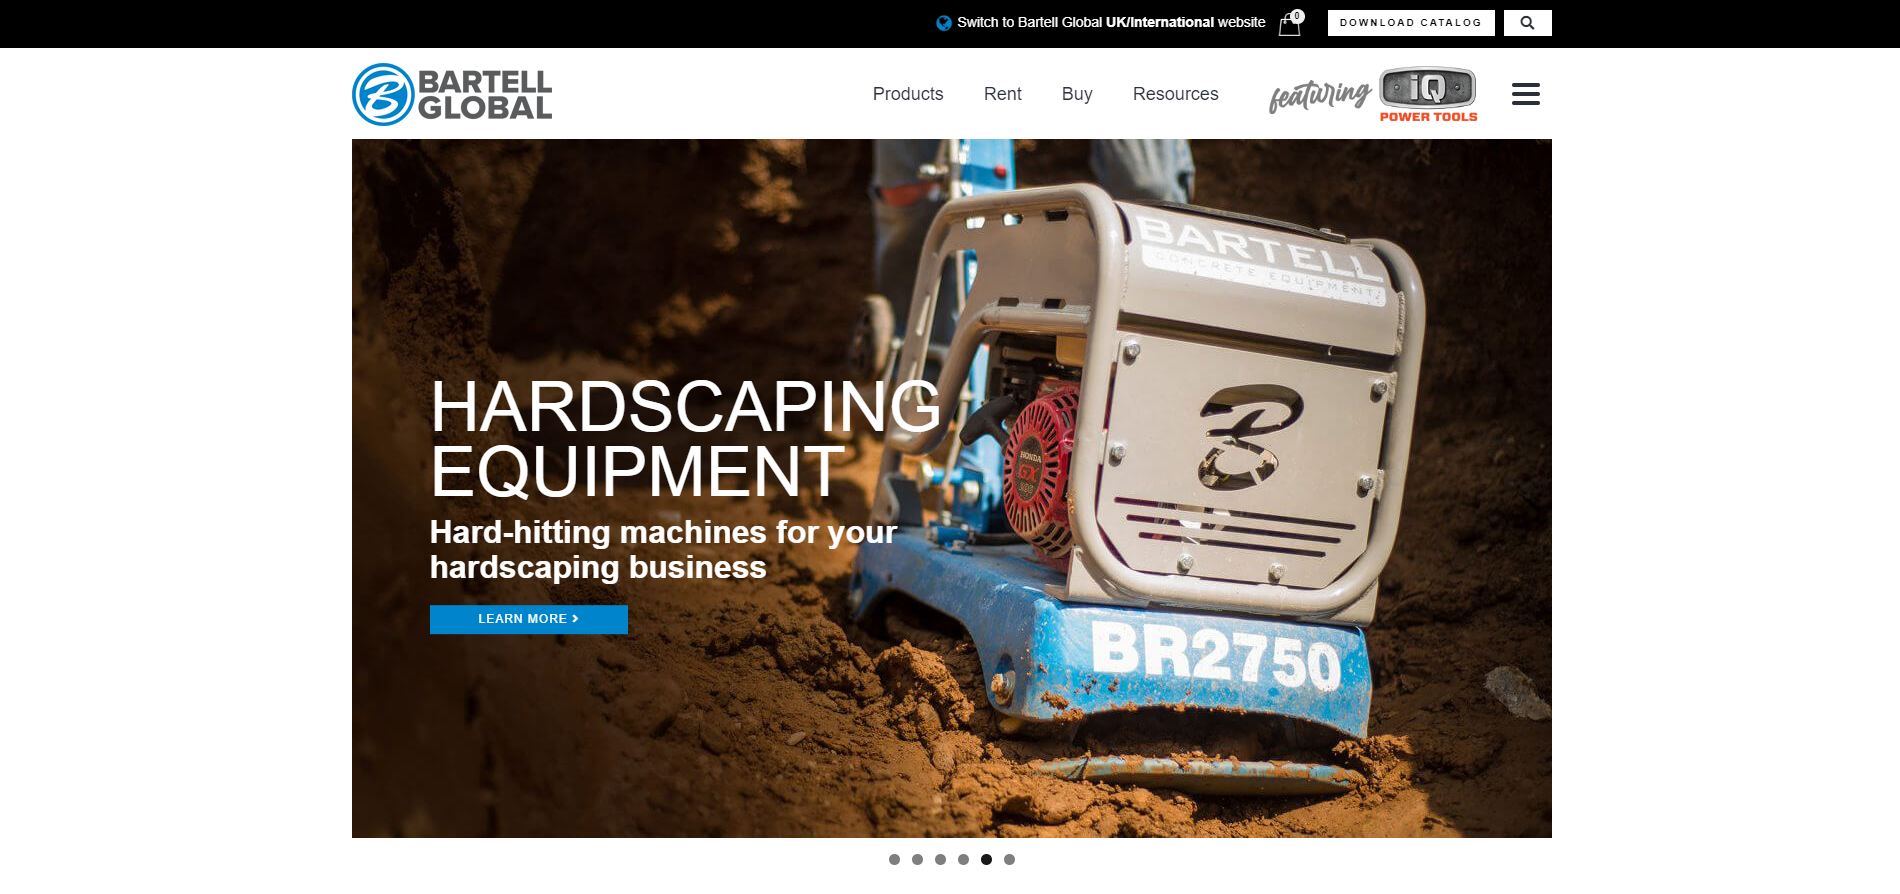 Switch to Bartell Global UK/International website
0
DOWNLOAD CATALOG
BARTELL
GLOBAL
Products
Rent
Buy
Resources
featuring
iQ
POWER TOOLS
BARTELL
CONCRETE EQUIPMENT
HONDA
GX
HARDSCAPING
EQUIPMENT
Hard-hitting machines for your
hardscaping business
LEARN MORE
BR2750